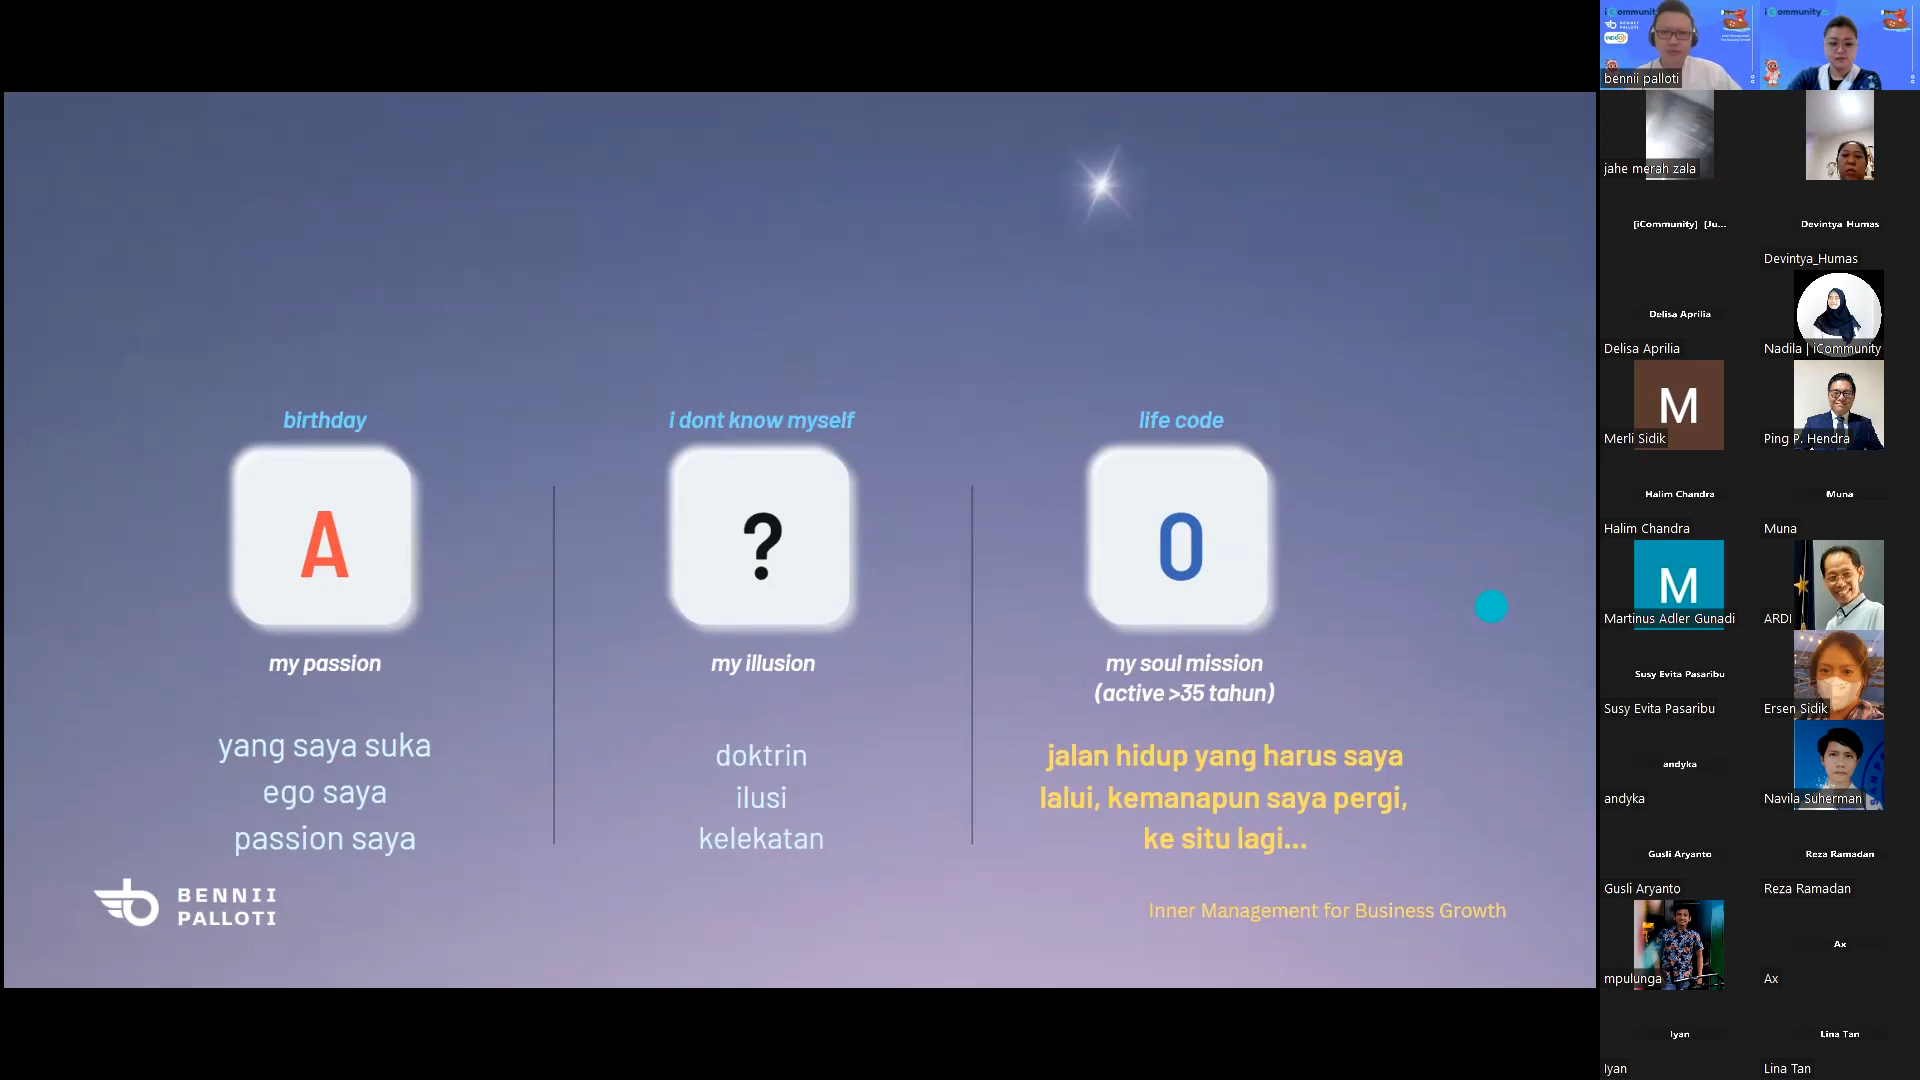 birthday
A
my passion
yang saya suka
ego saya
passion saya
i dont know myself
?
my illusion
doktrin
ilusi
kelekatan
life code
0
my soul mission
(active >35 tahun)
jalan hidup yang harus saya
lalui, kemanapun saya pergi,
ke situ lagi...
BENNII
PALLOTI
Inner Management for Business Growth
bennii palloti
jahe merah zala
[iCommunity] [Ju...
Devintya Humas
Devintya_Humas
Delisa Aprilia
Delisa Aprilia
Nadila | iCommunity
M
Merli Sidik
Ping P. Hendra
Halim Chandra
Halim Chandra
Muna
Muna
M
Martinus Adler Gunadi
ARDI
Susy Evita Pasaribu
Susy Evita Pasaribu
Ersen Sidik
andyka
andyka
Navila Suherman
Gusli Aryanto
Gusli Aryanto
Reza Ramadan
Reza Ramadan
mpulunga
Ax
Ax
Iyan
Iyan
Lina Tan
Lina Tan